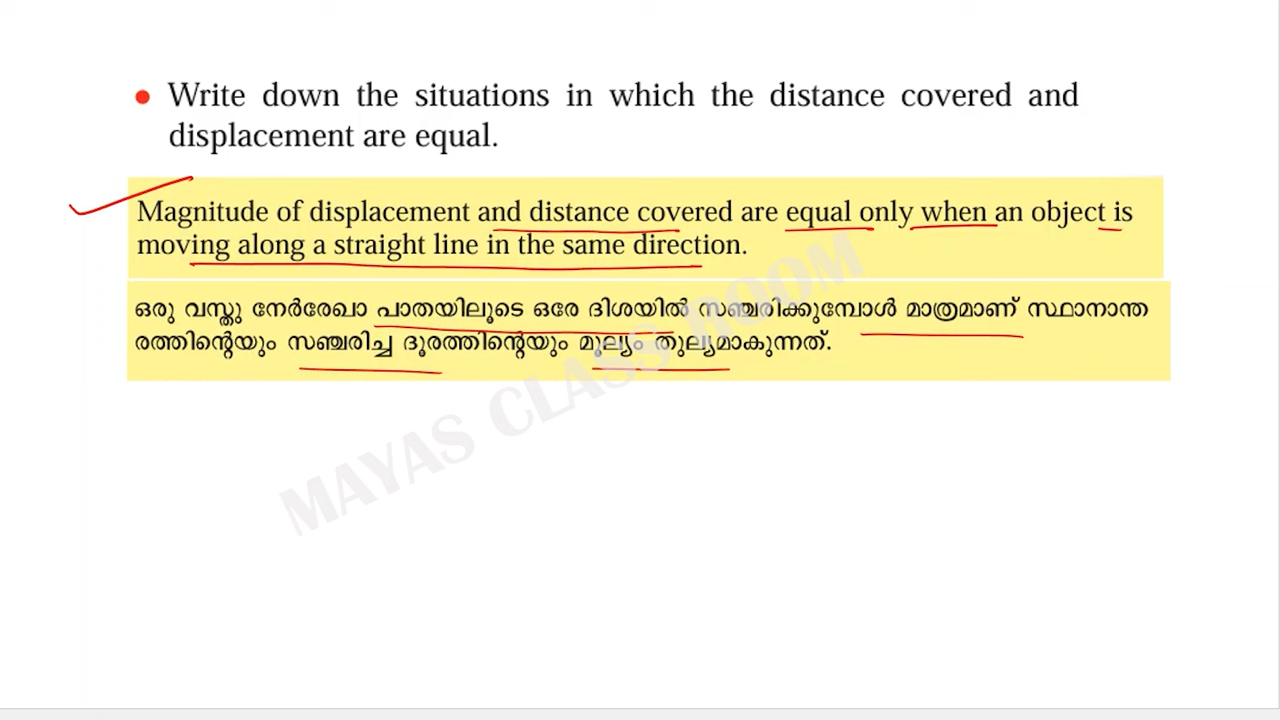 • Write down the situations in which the distance covered and
displacement are equal.
Magnitude of displacement and distance covered are equal only when an object is
moving along a straight line in the same direction.
ഒരു വസ്തു നേർരേഖാ പാതയിലൂടെ ഒരേ ദിശയിൽ സഞ്ചരിക്കുമ്പോൾ മാത്രമാണ് സ്ഥാനാന്ത
രത്തിന്റെയും സഞ്ചരിച്ച ദൂരത്തിന്റെയും മൂല്യം തുല്യമാകുന്നത്.
MAYAS CLASS ROOM